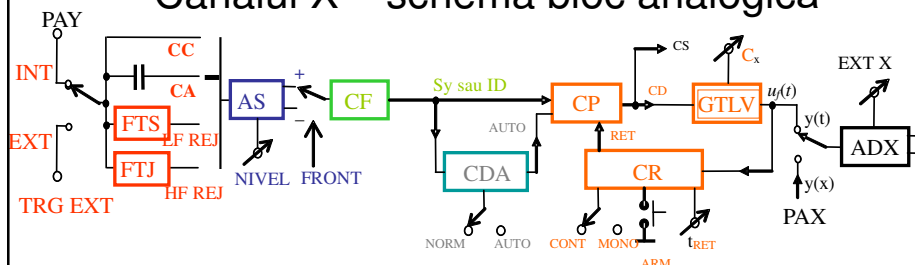 Canalul X – schema bloc analogica
PAY
INT
EXT
TRG EXT
CC
CA
FTS
LF REJ
FTJ
HF REJ
AS
+
−
NIVEL
FRONT
CF
Sy sau ID
AUTO
CDA
NORM
AUTO
CP
RET
CS
CD
CR
CONT
MONO
ARM
tRET
Cx
GTLV
uf(t)
y(t)
y(x)
PAX
EXT X
ADX